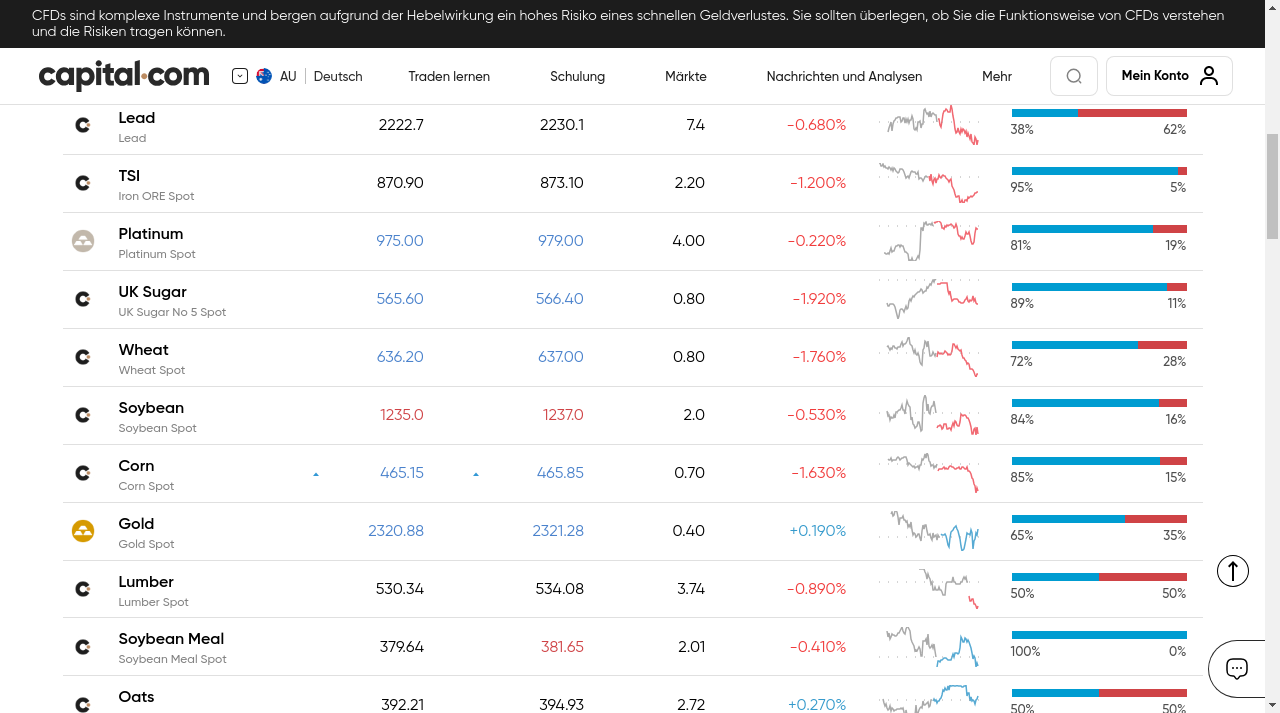 CFDs sind komplexe Instrumente und bergen aufgrund der Hebelwirkung ein hohes Risiko eines schnellen Geldverlustes. Sie sollten überlegen, ob Sie die Funktionsweise von CFDs verstehen
und die Risiken tragen können.
capital.com AU Deutsch Traden lernen Schulung Märkte Nachrichten und Analysen Mehr Mein Konto
Lead 2222.7 2230.1 7.4 -0.680%
Lead 38% 62%
TSI 870.90 873.10 2.20 -1.200%
Iron ORE Spot 95% 5%
Platinum 975.00 979.00 4.00 -0.220%
Platinum Spot 81% 19%
UK Sugar 565.60 566.40 0.80 -1.920%
UK Sugar No 5 Spot 89% 11%
Wheat 636.20 637.00 0.80 -1.760%
Wheat Spot 72% 28%
Soybean 1235.0 1237.0 2.0 -0.530%
Soybean Spot 84% 16%
Corn 465.15 465.85 0.70 -1.630%
Corn Spot 85% 15%
Gold 2320.88 2321.28 0.40 +0.190%
Gold Spot 65% 35%
Lumber 530.34 534.08 3.74 -0.890%
Lumber Spot 50% 50%
Soybean Meal 379.64 381.65 2.01 -0.410%
Soybean Meal Spot 100% 0%
Oats 392.21 394.93 2.72 +0.270%
50% 50%